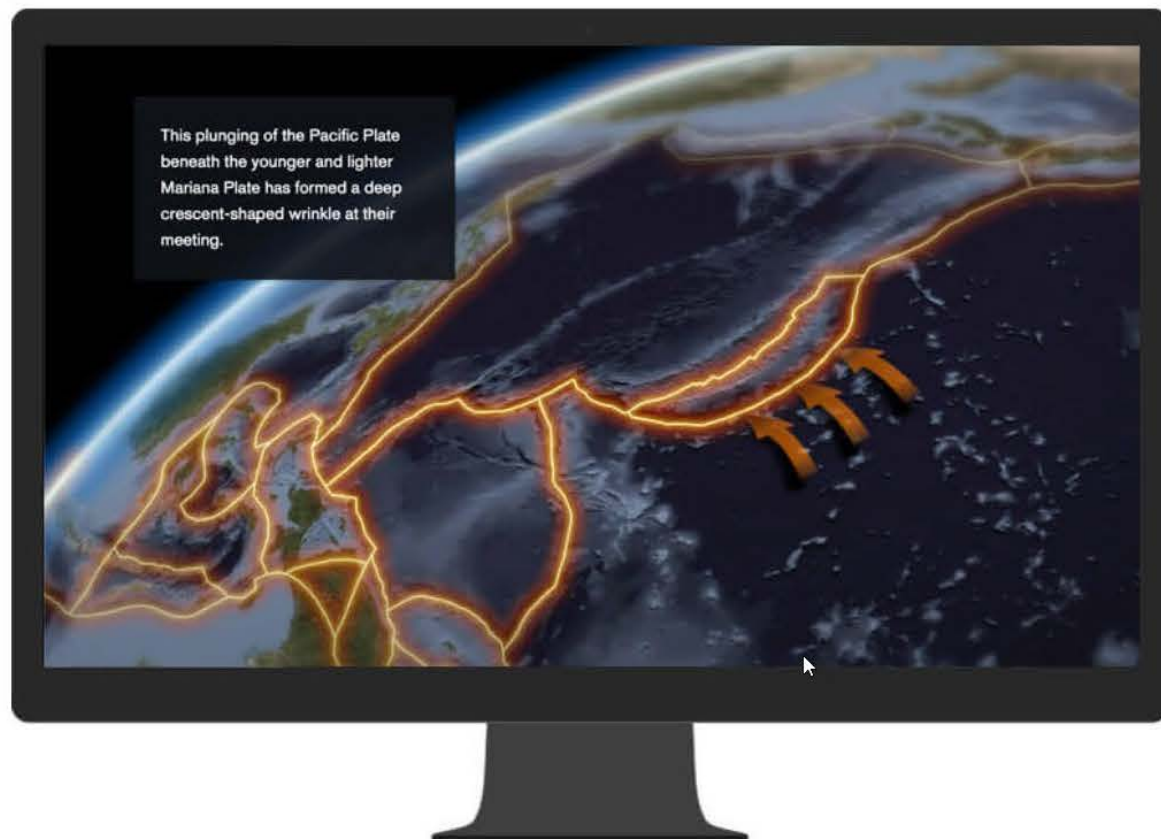 This plunging of the Pacific Plate
beneath the younger and lighter
Mariana Plate has formed a deep
crescent-shaped wrinkle at their
meeting.